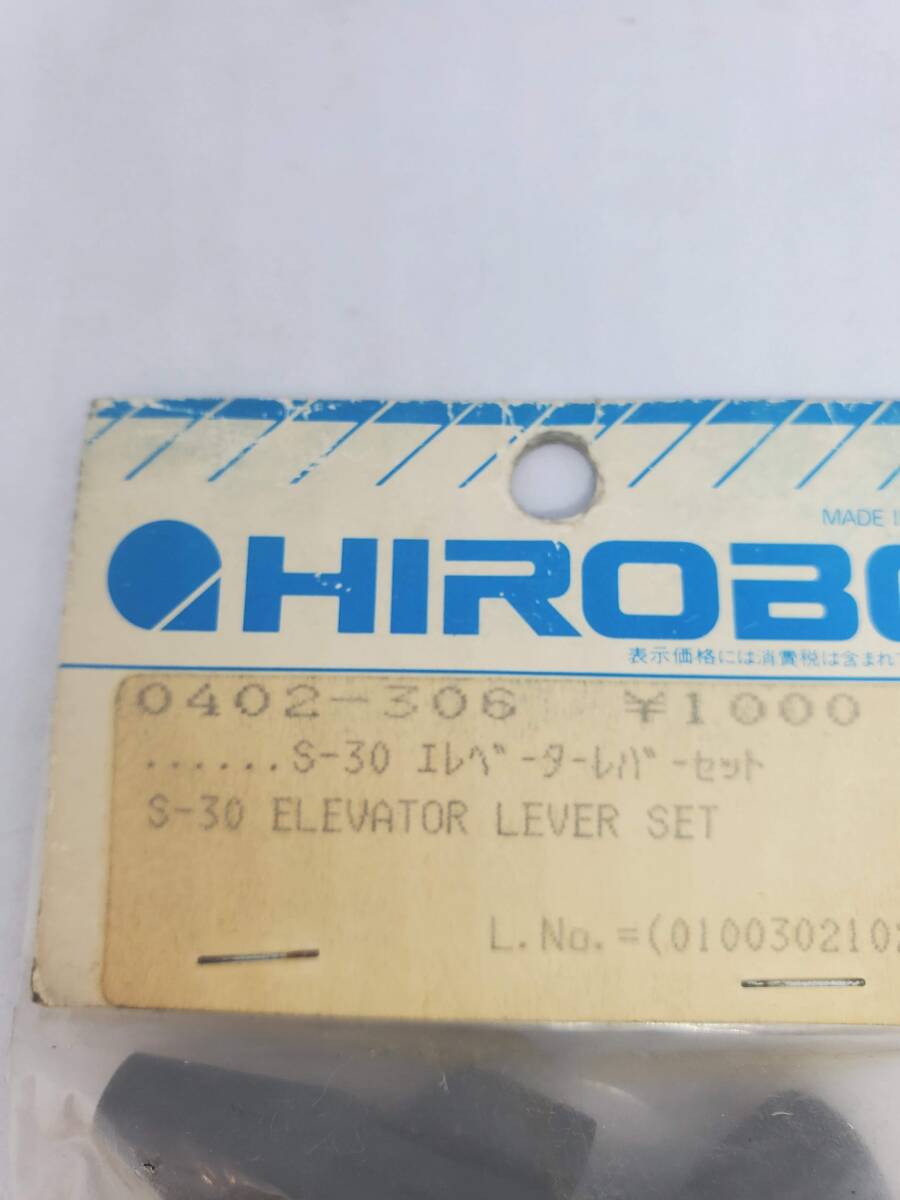 MADE I
HIROBO
表示価格には消費税は含まれ
0402-306 ¥1000
......S-30 ｴﾚﾍﾞｰﾀｰﾚﾊﾞｰｾｯﾄ
S-30 ELEVATOR LEVER SET
L.No.=(0100302102